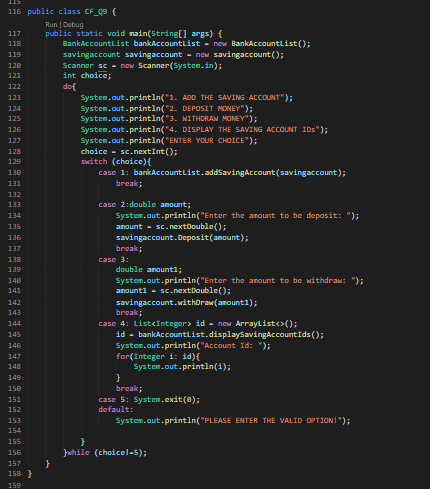 115
116 public class CF_Q9 {
Run | Debug
117 public static void main(String[] args) {
118 BankAccountList bankAccountList = new BankAccountList();
119 savingaccount savingaccount = new savingaccount();
120 Scanner sc = new Scanner(System.in);
121 int choice;
122 do{
123 System.out.println("1. ADD THE SAVING ACCOUNT");
124 System.out.println("2. DEPOSIT MONEY");
125 System.out.println("3. WITHDRAW MONEY");
126 System.out.println("4. DISPLAY THE SAVING ACCOUNT IDs");
127 System.out.println("ENTER YOUR CHOICE");
128 choice = sc.nextInt();
129 switch (choice){
130 case 1: bankAccountList.addSavingAccount(savingaccount);
131 break;
132
133 case 2:double amount;
134 System.out.println("Enter the amount to be deposit: ");
135 amount = sc.nextDouble();
136 savingaccount.Deposit(amount);
137 break;
138 case 3:
139 double amount1;
140 System.out.println("Enter the amount to be withdraw: ");
141 amount1 = sc.nextDouble();
142 savingaccount.withDraw(amount1);
143 break;
144 case 4: List<Integer> id = new ArrayList<>();
145 id = bankAccountList.displaySavingAccountIds();
146 System.out.println("Account Id: ");
147 for(Integer i: id){
148 System.out.println(i);
149 }
150 break;
151 case 5: System.exit(0);
152 default:
153 System.out.println("PLEASE ENTER THE VALID OPTION!");
154
155 }
156 }while (choice!=5);
157 }
158 }
159